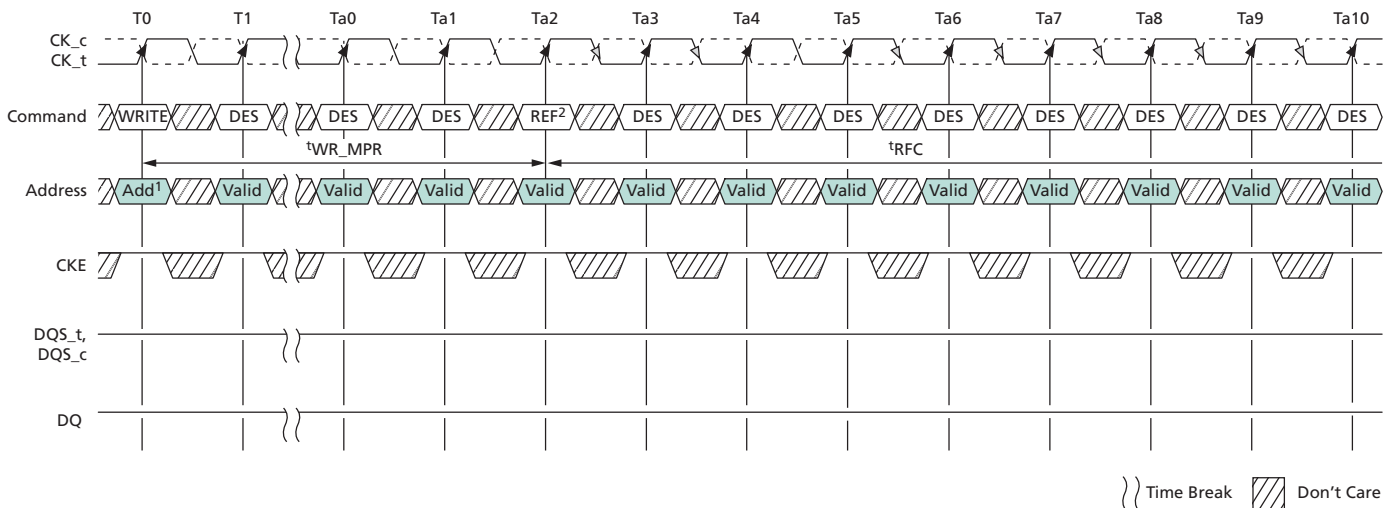 T0 T1 Ta0 Ta1 Ta2 Ta3 Ta4 Ta5 Ta6 Ta7 Ta8 Ta9 Ta10
CK_c
CK_t
Command WRITE DES DES DES REF² DES DES DES DES DES DES DES DES
tWR_MPR tRFC
Address Add¹ Valid Valid Valid Valid Valid Valid Valid Valid Valid Valid Valid Valid
CKE
DQS_t,
DQS_c
DQ
Time Break Don't Care